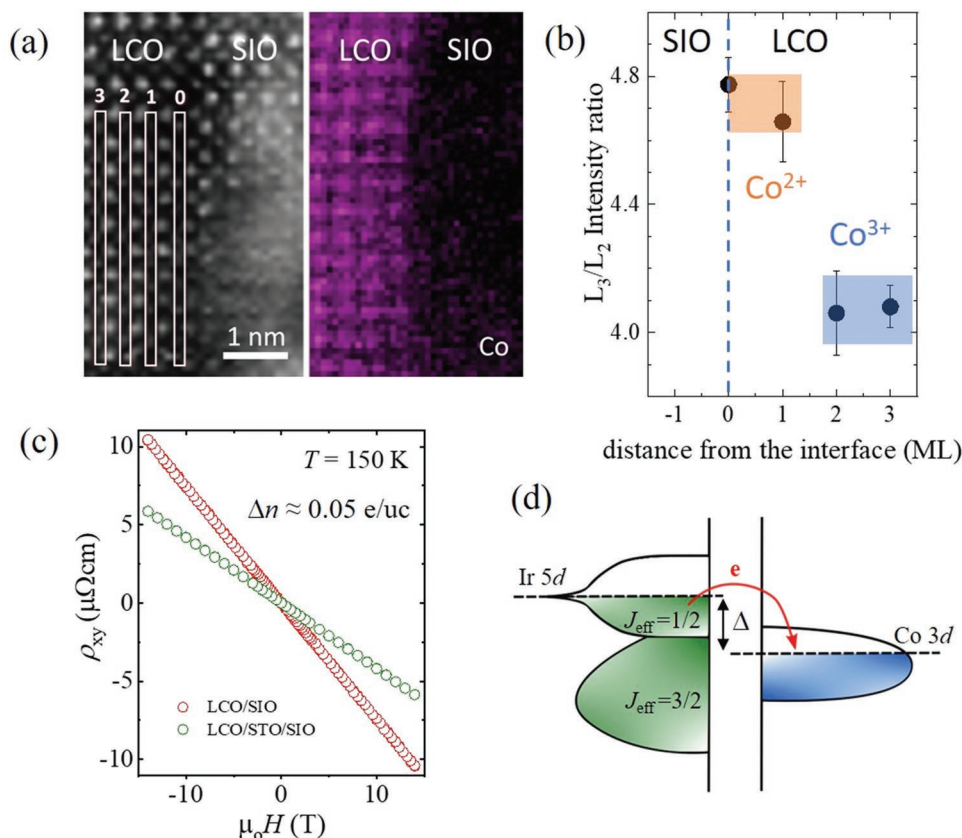 (a)
LCO SIO
3 2 1 0
1 nm
LCO SIO
Co
(b)
SIO LCO
4.8
4.4
4.0
L₃/L₂ Intensity ratio
Co²⁺
Co³⁺
-1 0 1 2 3
distance from the interface (ML)
(c)
10
5
0
-5
-10
ρxy (μΩcm)
T = 150 K
Δn ≈ 0.05 e/uc
LCO/SIO
LCO/STO/SIO
-10 0 10
μ₀H (T)
(d)
Ir 5d
e
Jeff=1/2
Δ
Co 3d
Jeff=3/2